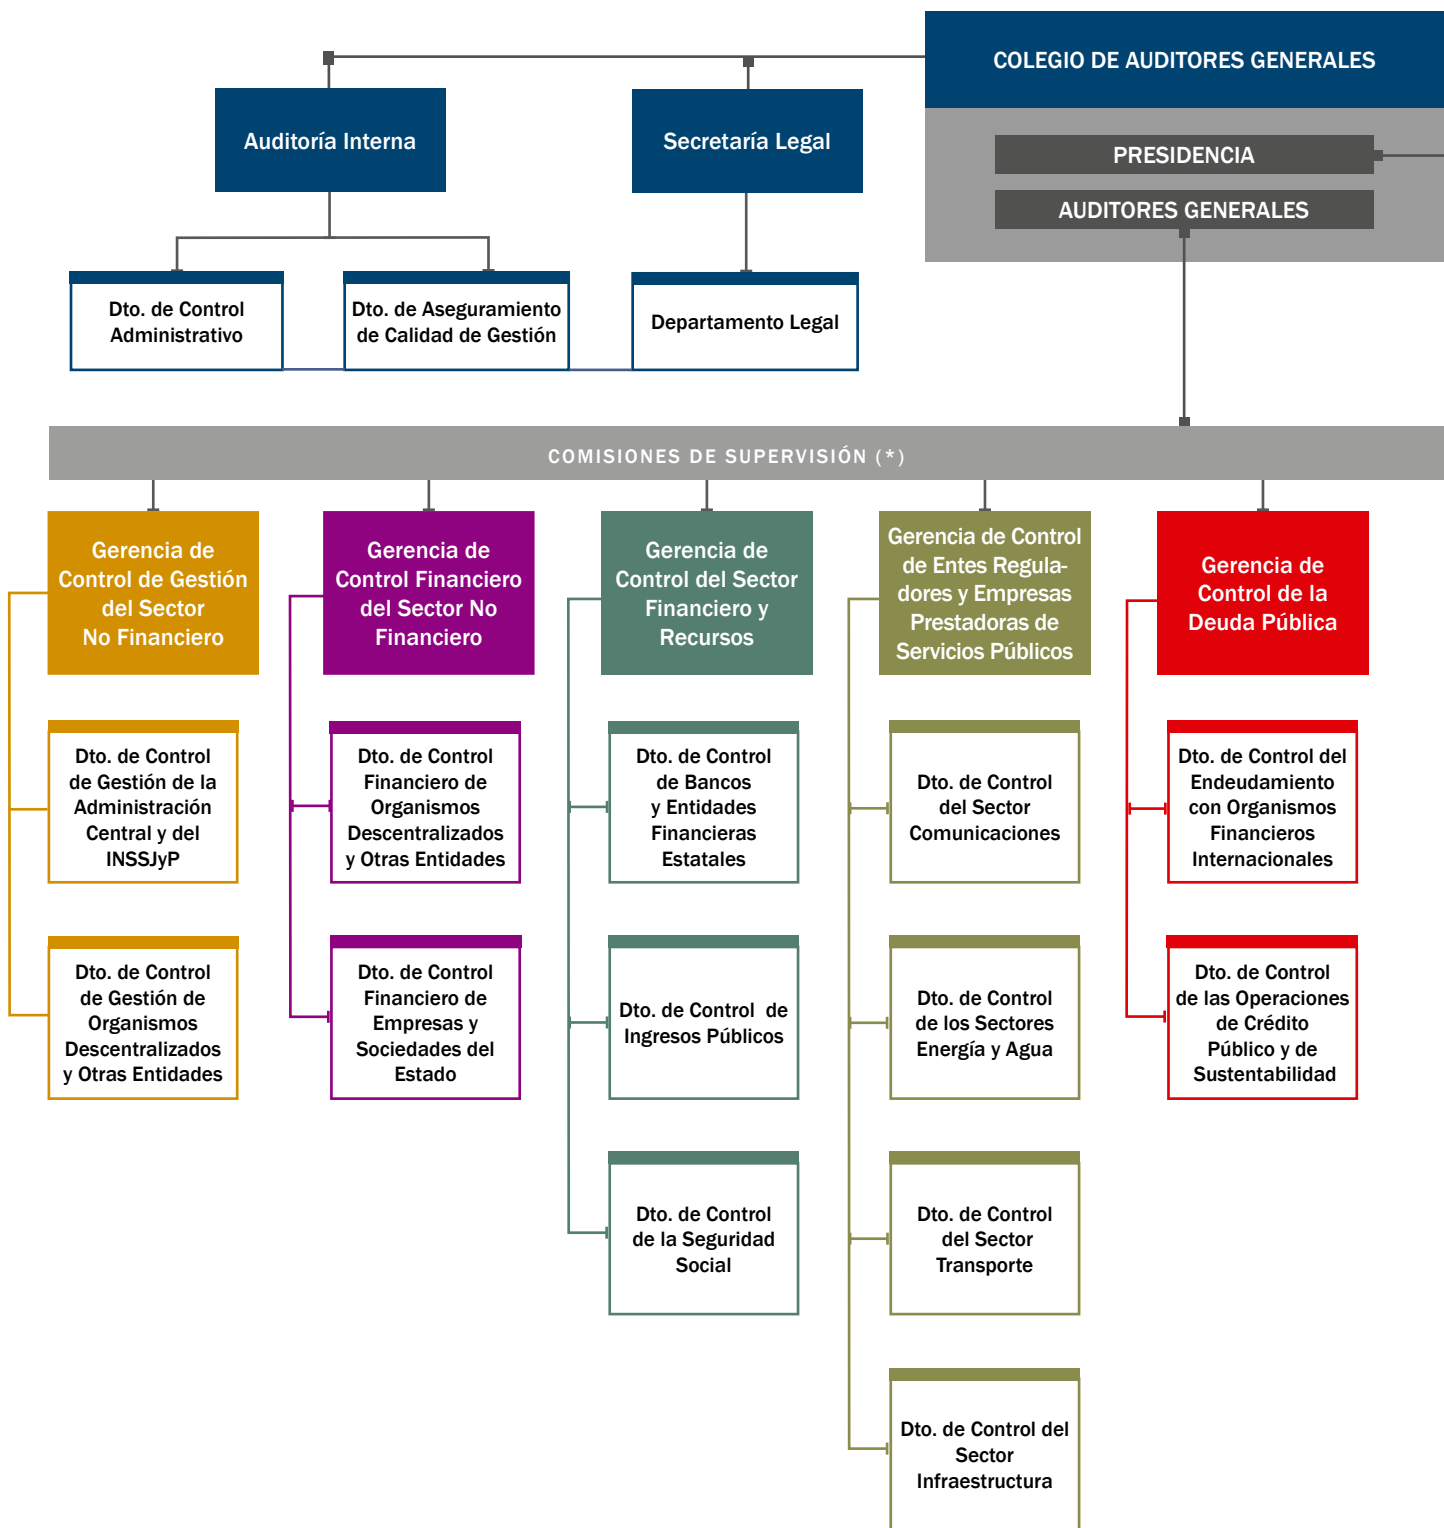 COLEGIO DE AUDITORES GENERALES
PRESIDENCIA
AUDITORES GENERALES
Auditoría Interna
Secretaría Legal
Dto. de Control
Administrativo
Dto. de Aseguramiento
de Calidad de Gestión
Departamento Legal
COMISIONES DE SUPERVISIÓN (*)
Gerencia de
Control de Gestión
del Sector
No Financiero
Gerencia de
Control Financiero
del Sector No
Financiero
Gerencia de
Control del Sector
Financiero y
Recursos
Gerencia de Control
de Entes Regula-
dores y Empresas
Prestadoras de
Servicios Públicos
Gerencia de
Control de la
Deuda Pública
Dto. de Control
de Gestión de la
Administración
Central y del
INSSJyP
Dto. de Control
Financiero de
Organismos
Descentralizados
y Otras Entidades
Dto. de Control
de Bancos
y Entidades
Financieras
Estatales
Dto. de Control
del Sector
Comunicaciones
Dto. de Control del
Endeudamiento
con Organismos
Financieros
Internacionales
Dto. de Control
de Gestión de
Organismos
Descentralizados
y Otras Entidades
Dto. de Control
Financiero de
Empresas y
Sociedades del
Estado
Dto. de Control de
Ingresos Públicos
Dto. de Control
de los Sectores
Energía y Agua
Dto. de Control
de las Operaciones
de Crédito
Público y de
Sustentabilidad
Dto. de Control
de la Seguridad
Social
Dto. de Control
del Sector
Transporte
Dto. de Control del
Sector
Infraestructura